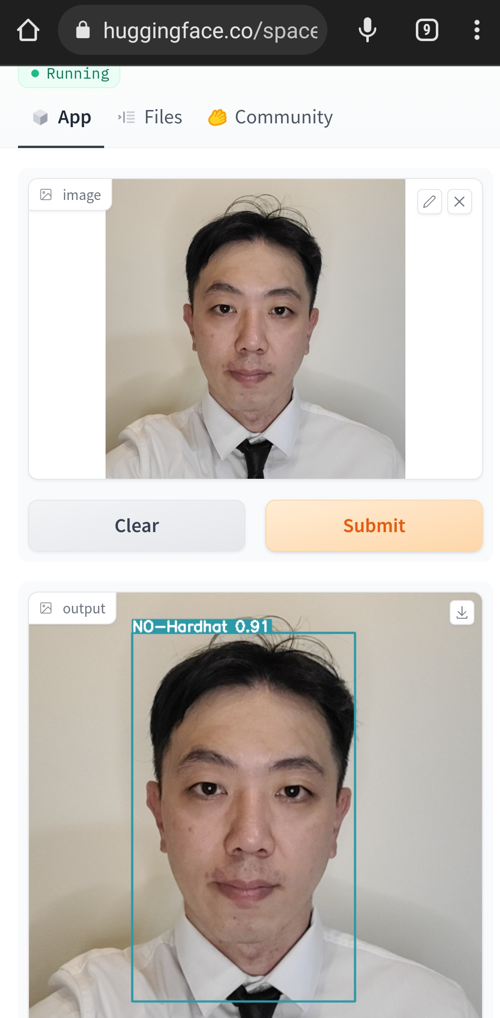 huggingface.co/space
9
Running
App
Files
Community
image
Clear
Submit
output
NO-Hardhat 0.91